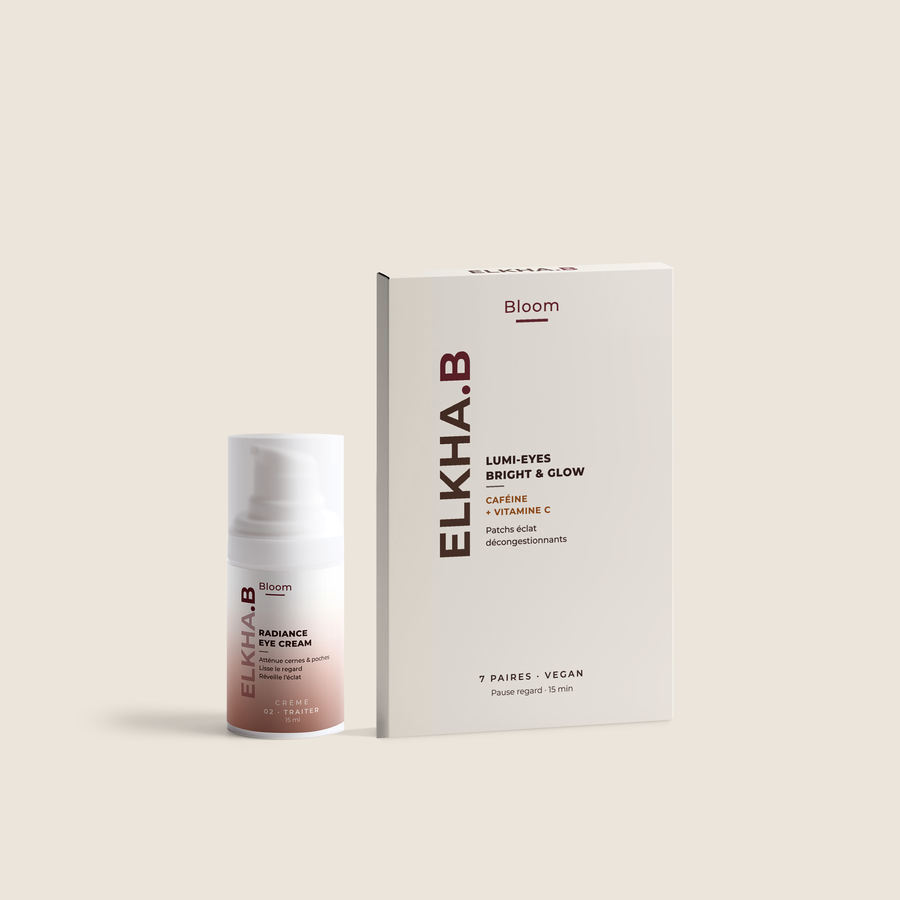 Bloom
ELKHA.B
RADIANCE
EYE CREAM
Atténue cernes & poches
Lisse le regard
Réveille l'éclat
CRÈME
02 · TRAITER
15 ml
ELKHA.B
Bloom
ELKHA.B
LUMI-EYES
BRIGHT & GLOW
CAFÉINE
+ VITAMINE C
Patchs éclat
décongestionnants
7 PAIRES · VEGAN
Pause regard · 15 min